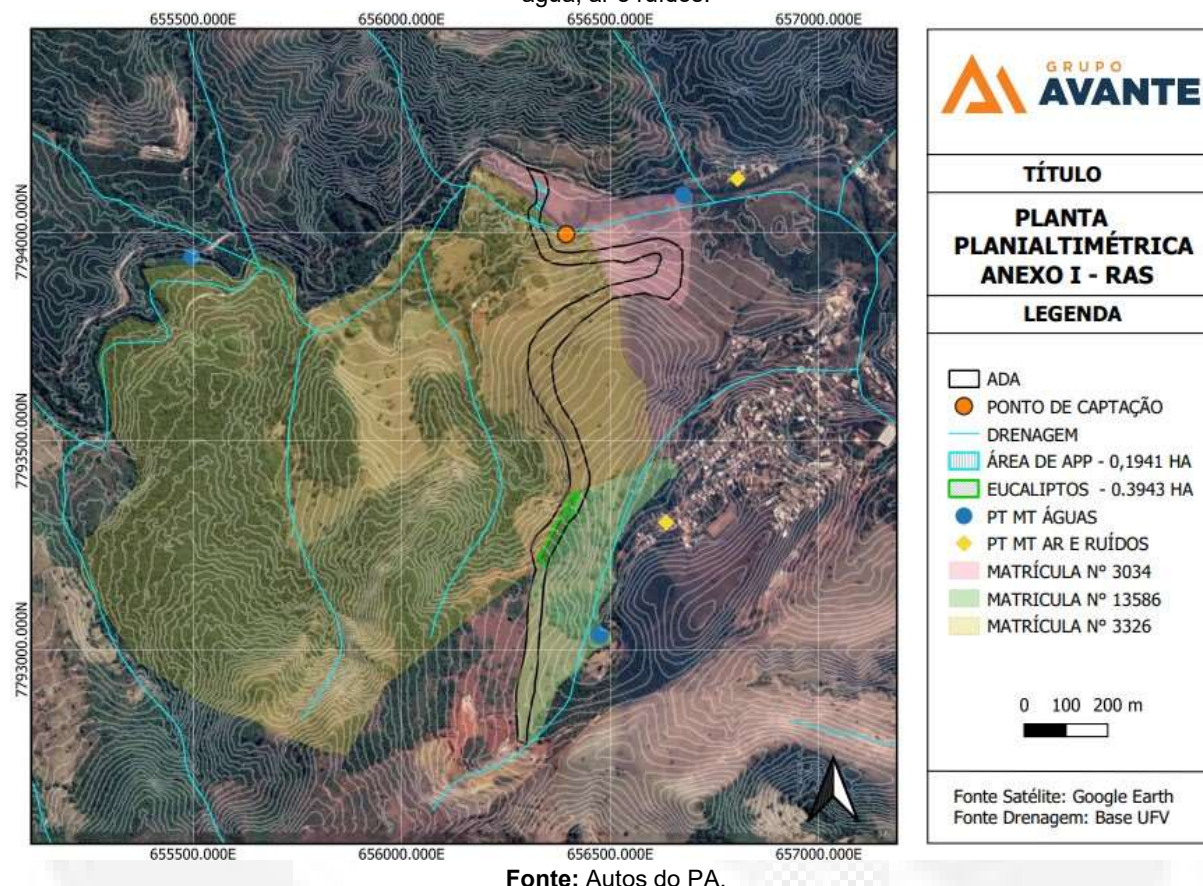 água, ar e ruídos.
655500.000E 656000.000E 656500.000E 657000.000E
7794000.000N
7793500.000N
7793000.000N
655500.000E 656000.000E 656500.000E 657000.000E
GRUPO
AVANTE
TÍTULO
PLANTA
PLANIALTIMÉTRICA
ANEXO I - RAS
LEGENDA
ADA
PONTO DE CAPTAÇÃO
DRENAGEM
ÁREA DE APP - 0,1941 HA
EUCALIPTOS - 0.3943 HA
PT MT ÁGUAS
PT MT AR E RUÍDOS
MATRÍCULA Nº 3034
MATRICULA Nº 13586
MATRÍCULA Nº 3326
0 100 200 m
Fonte Satélite: Google Earth
Fonte Drenagem: Base UFV
Fonte: Autos do PA.